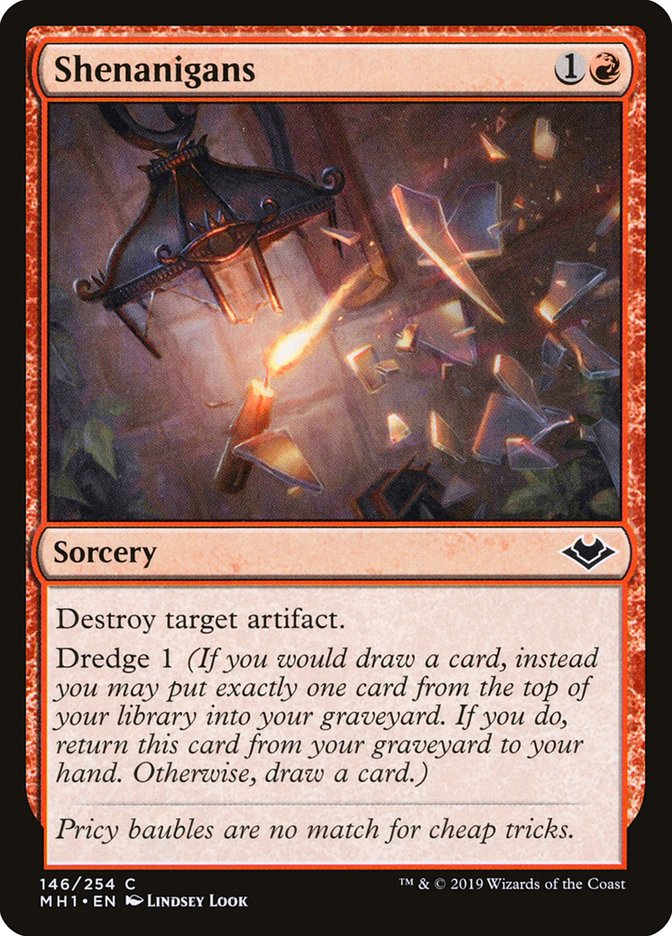 Shenanigans 1
Sorcery
Destroy target artifact.
Dredge 1 (If you would draw a card, instead
you may put exactly one card from the top of
your library into your graveyard. If you do,
return this card from your graveyard to your
hand. Otherwise, draw a card.)
Pricy baubles are no match for cheap tricks.
146/254 C
MH1 • EN Lindsey Look
™ & © 2019 Wizards of the Coast